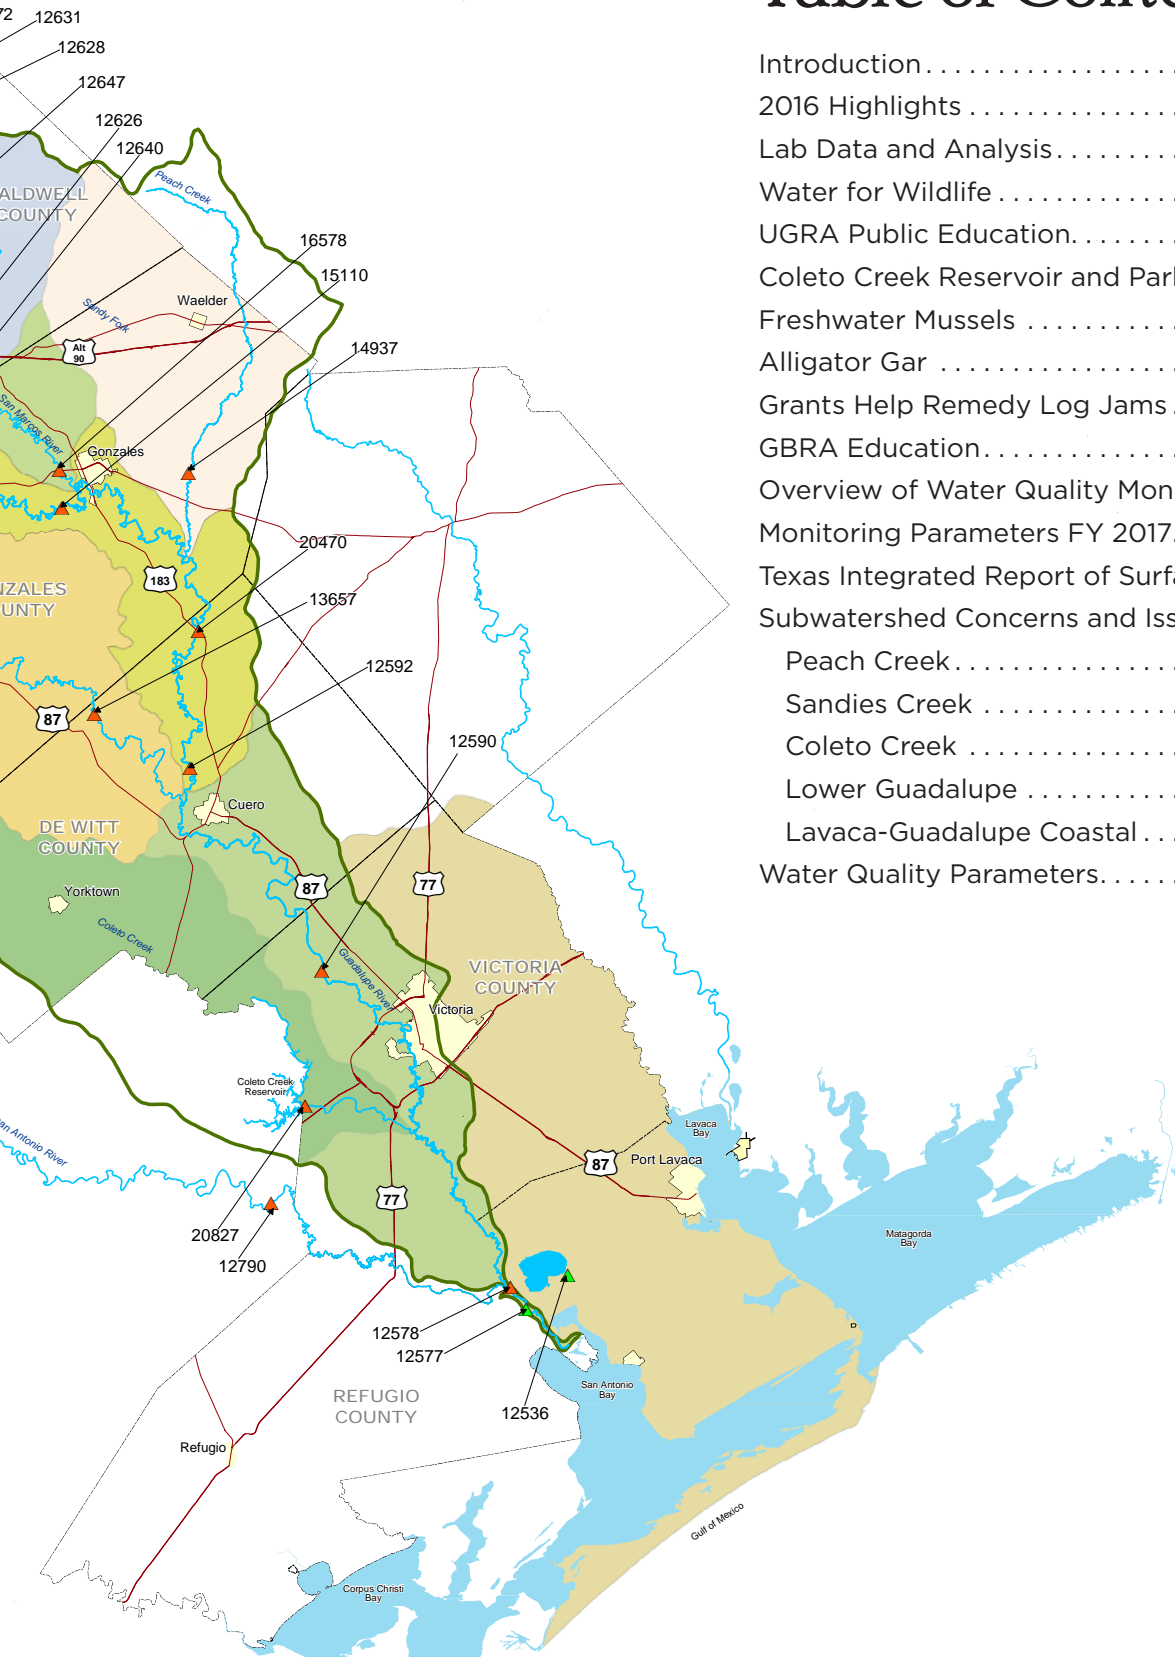 72
12631
12628
12647
12626
12640
ALDWELL
COUNTY
Peach Creek
16578
15110
Waelder
Sandy Fork
Alt
90
14937
San Marcos River
Gonzales
20470
183
13657
NZALES
UNTY
12592
87
12590
Cuero
DE WITT
COUNTY
Yorktown
87
77
Coleto Creek
Guadalupe River
VICTORIA
COUNTY
Victoria
Coleto Creek
Reservoir
an Antonio River
Lavaca
Bay
Port Lavaca
87
77
20827
12790
Matagorda
Bay
12578
12577
San Antonio
Bay
REFUGIO
COUNTY
12536
Refugio
Gulf of Mexico
Corpus Christi
Bay
Introduction . . . . . . . . . . . . . . . . . .
2016 Highlights . . . . . . . . . . . . . . .
Lab Data and Analysis . . . . . . . . .
Water for Wildlife . . . . . . . . . . . . .
UGRA Public Education. . . . . . . .
Coleto Creek Reservoir and Parl
Freshwater Mussels . . . . . . . . . . .
Alligator Gar . . . . . . . . . . . . . . . . .
Grants Help Remedy Log Jams .
GBRA Education . . . . . . . . . . . . . .
Overview of Water Quality Mon
Monitoring Parameters FY 2017.
Texas Integrated Report of Surfa
Subwatershed Concerns and Iss
Peach Creek . . . . . . . . . . . . . . . .
Sandies Creek . . . . . . . . . . . . . .
Coleto Creek . . . . . . . . . . . . . . .
Lower Guadalupe . . . . . . . . . . .
Lavaca-Guadalupe Coastal . . .
Water Quality Parameters. . . . . .